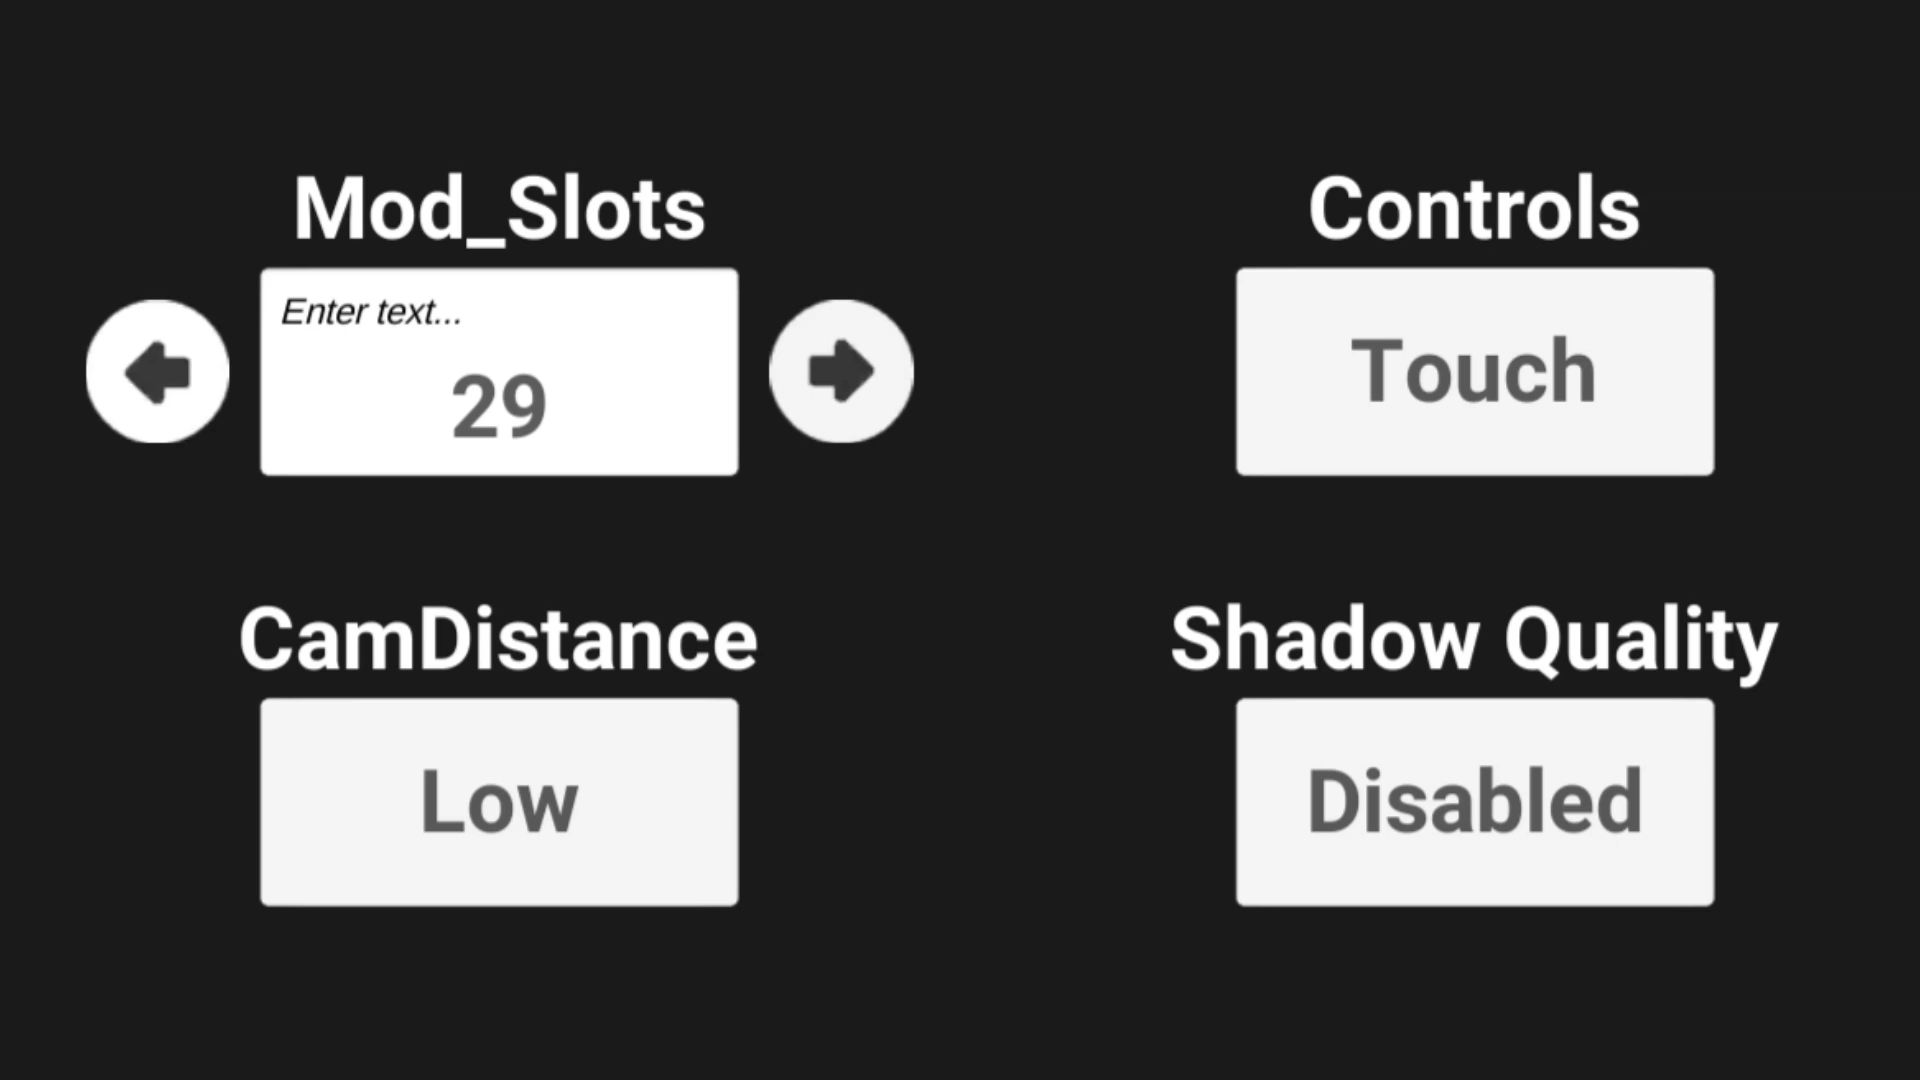 Mod_Slots
Enter text...
29
Controls
Touch
CamDistance
Low
Shadow Quality
Disabled